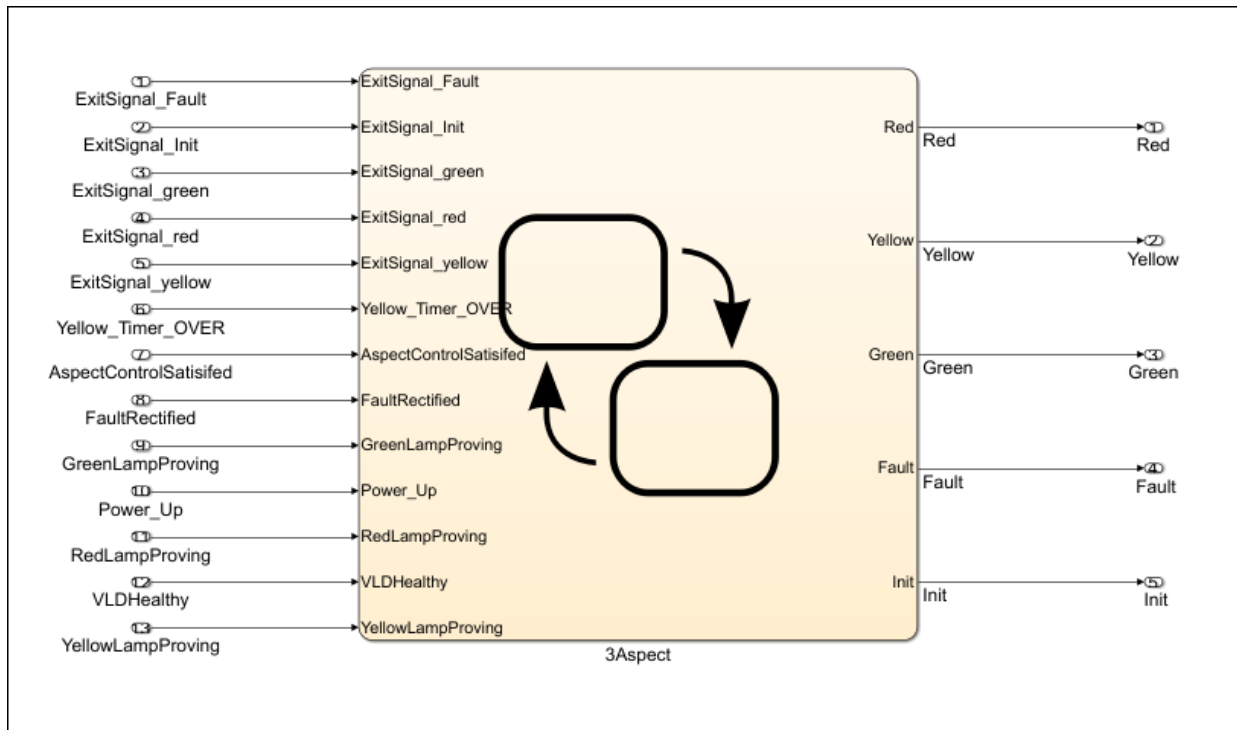 1
ExitSignal_Fault
ExitSignal_Fault
2
ExitSignal_Init
ExitSignal_Init
3
ExitSignal_green
ExitSignal_green
4
ExitSignal_red
ExitSignal_red
5
ExitSignal_yellow
ExitSignal_yellow
6
Yellow_Timer_OVER
Yellow_Timer_OVER
7
AspectControlSatisifed
AspectControlSatisifed
8
FaultRectified
FaultRectified
9
GreenLampProving
GreenLampProving
10
Power_Up
Power_Up
11
RedLampProving
RedLampProving
12
VLDHealthy
VLDHealthy
13
YellowLampProving
YellowLampProving
Red
Red
1
Red
Yellow
Yellow
2
Yellow
Green
Green
3
Green
Fault
Fault
4
Fault
Init
Init
5
Init
3Aspect